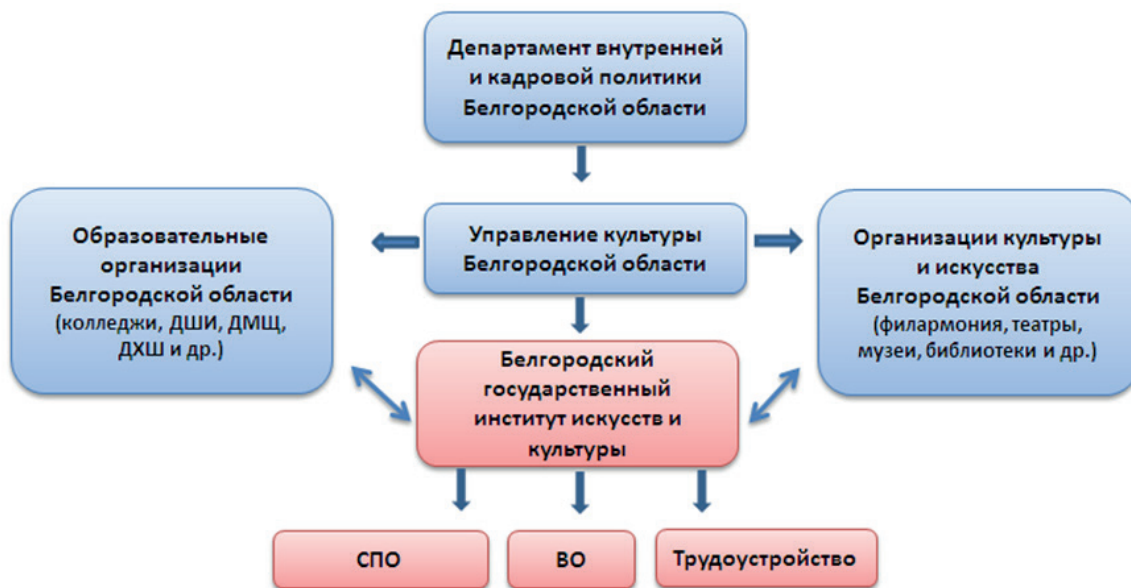 Департамент внутренней
и кадровой политики
Белгородской области
Образовательные
организации
Белгородской области
(колледжи, ДШИ, ДМЩ,
ДХШ и др.)
Управление культуры
Белгородской области
Организации культуры
и искусства
Белгородской области
(филармония, театры,
музеи, библиотеки и др.)
Белгородский
государственный
институт искусств и
культуры
СПО
ВО
Трудоустройство